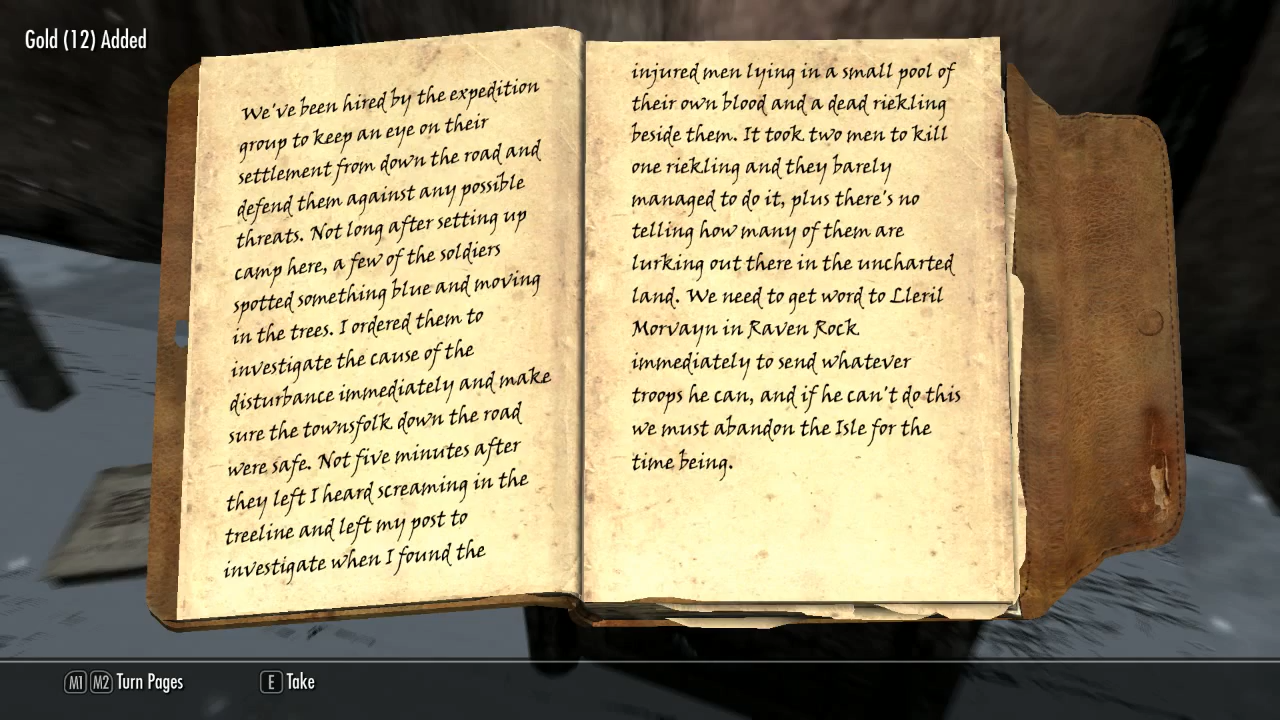 Gold (12) Added
We've been hired by the expedition
group to keep an eye on their
settlement from down the road and
defend them against any possible
threats. Not long after setting up
camp here, a few of the soldiers
spotted something blue and moving
in the trees. I ordered them to
investigate the cause of the
disturbance immediately and make
sure the townsfolk down the road
were safe. Not five minutes after
they left I heard screaming in the
treeline and left my post to
investigate when I found the
injured men lying in a small pool of
their own blood and a dead riekling
beside them. It took two men to kill
one riekling and they barely
managed to do it, plus there's no
telling how many of them are
lurking out there in the uncharted
land. We need to get word to Lleril
Morvayn in Raven Rock
immediately to send whatever
troops he can, and if he can't do this
we must abandon the Isle for the
time being.
M1 M2 Turn Pages
E Take